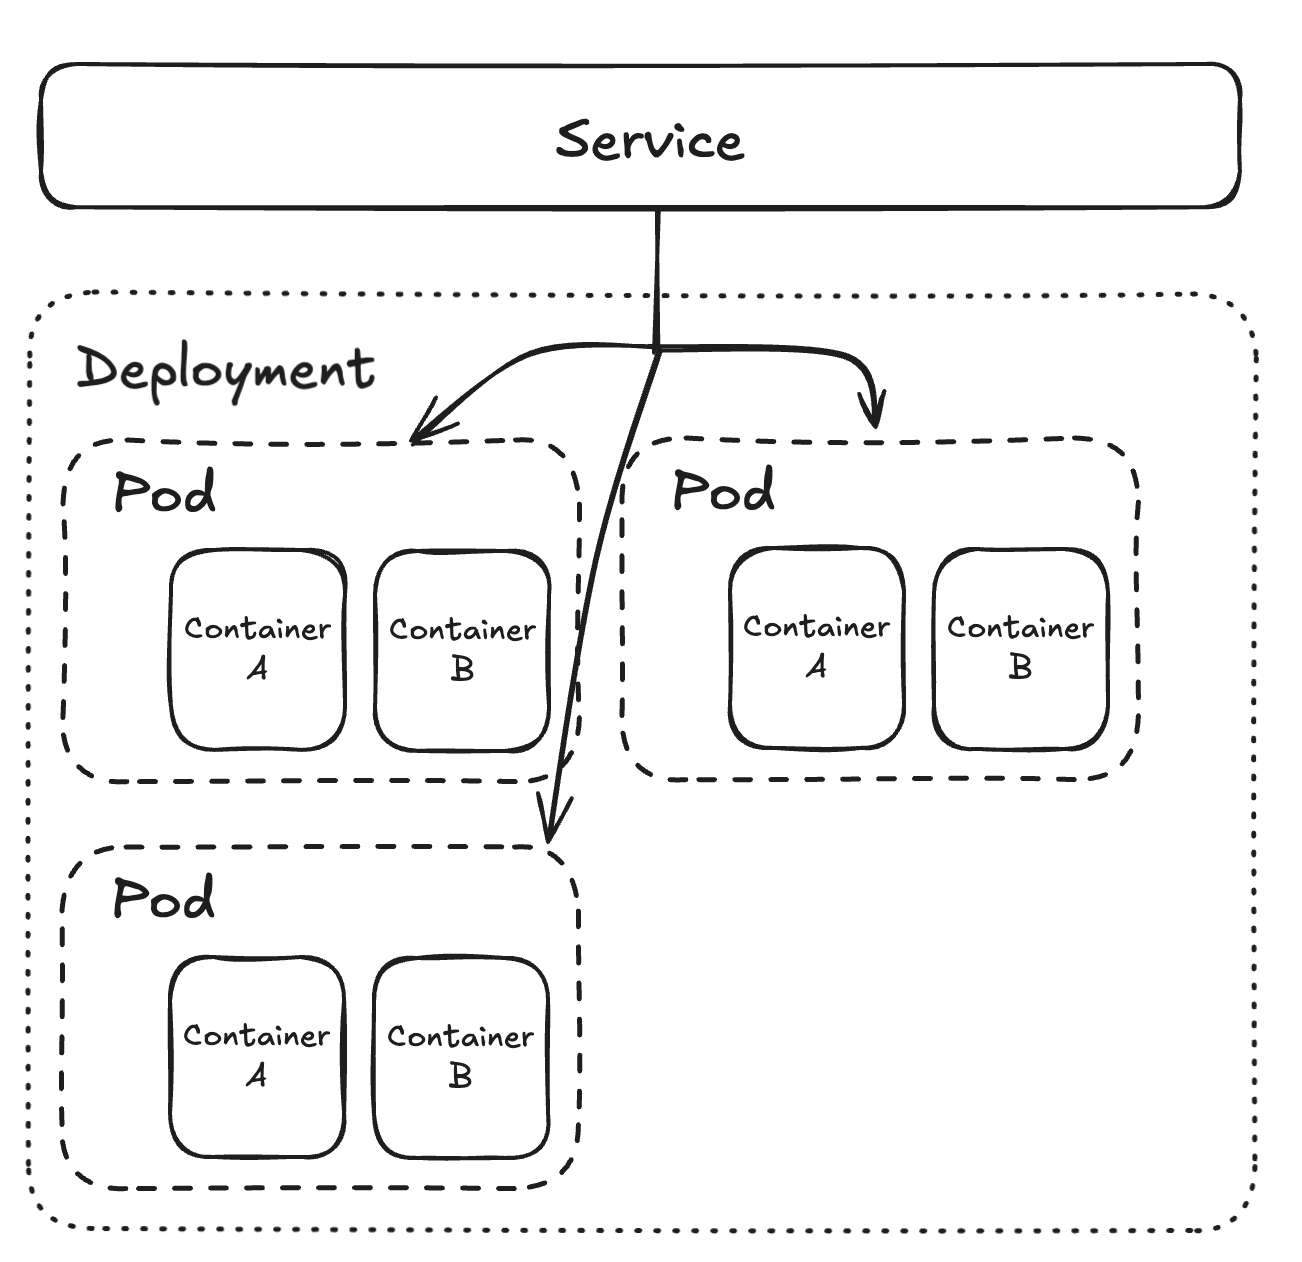 Service
Deployment
Pod
Container
A
Container
B
Pod
Container
A
Container
B
Pod
Container
A
Container
B